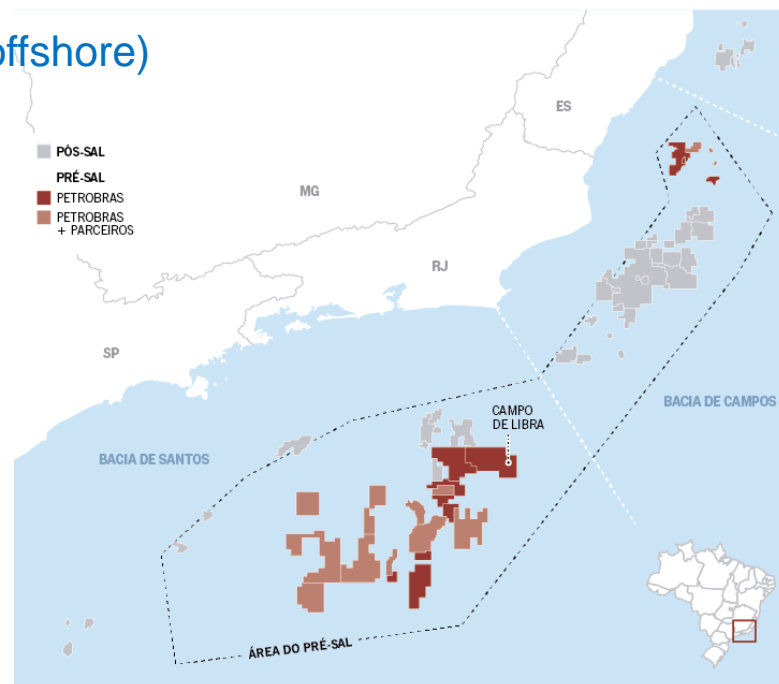 offshore)
ES
PÓS-SAL
PRÉ-SAL
PETROBRAS
PETROBRAS
+ PARCEIROS
MG
RJ
SP
CAMPO
DE LIBRA
BACIA DE CAMPOS
BACIA DE SANTOS
ÁREA DO PRÉ-SAL